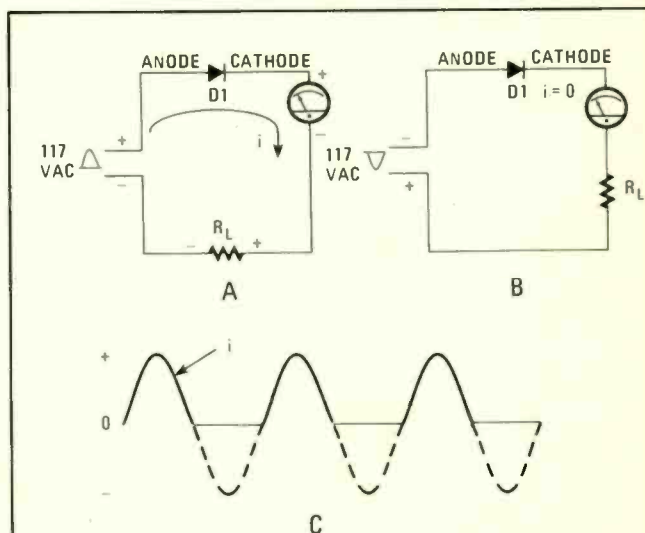 ANODE CATHODE
D1
+
i
–
+
117
VAC
–
R_L
– +
A
ANODE CATHODE
D1 i = 0
–
117
VAC
+
R_L
B
+
i
0
–
C